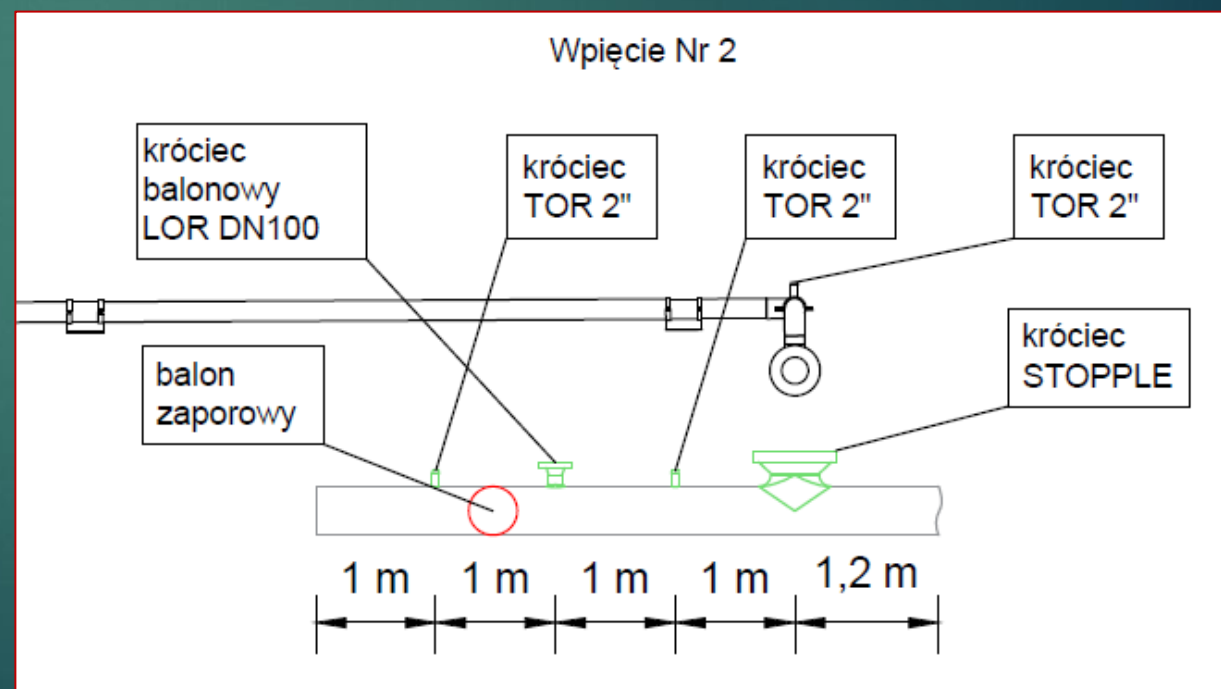 Wpięcie Nr 2
króciec
balonowy
LOR DN100
króciec
TOR 2"
króciec
TOR 2"
króciec
TOR 2"
balon
zaporowy
króciec
STOPPLE
1 m
1 m
1 m
1 m
1,2 m